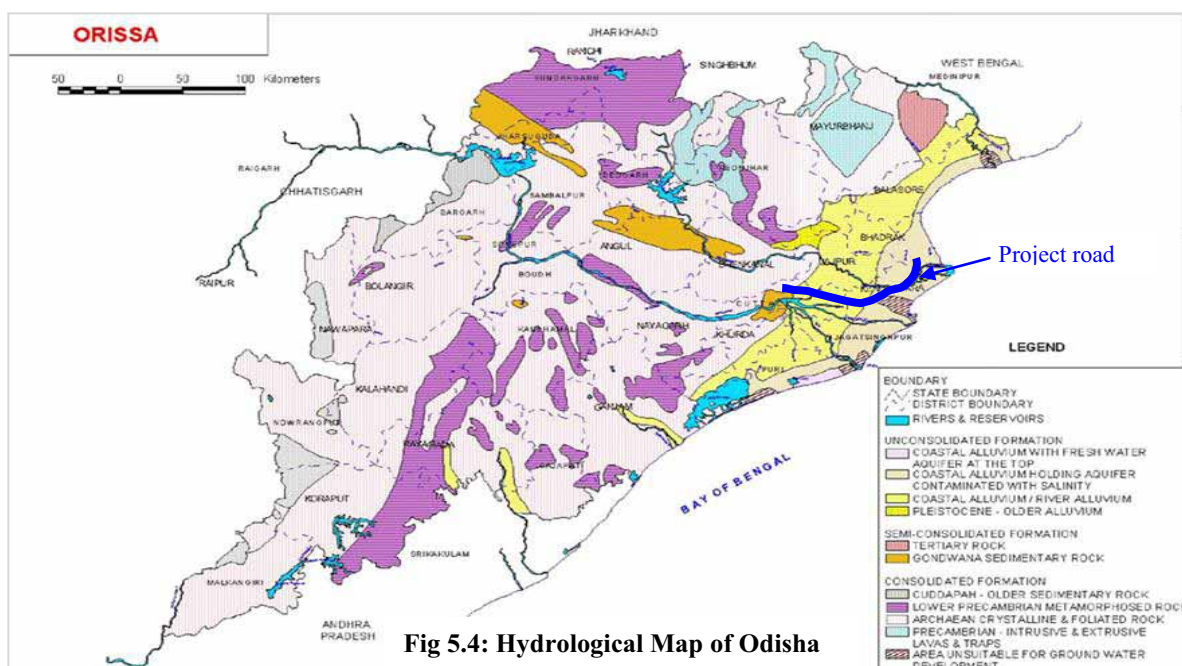 ORISSA
50 0 50 100 Kilometers
JHARKHAND
RANCHI
SINGHBHUM
SUNDARGARH
WEST BENGAL
MEDINIPUR
MAYURBHANJ
JHARSUGUDA
RAIGARH
CHHATISGARH
DEOGARH
KEONJHAR
SAMBALPUR
BALASORE
BARGARH
BHADRAK
SONEPUR
ANGUL
DHENKANAL
JAJPUR
Project road
RAIPUR
BOUDH
BOLANGIR
NAWAPARA
NAYAGARH
KHURDA
JAGATSINGPUR
KALAHANDI
PURI
NOWRANGPUR
GANJAM
RAYAGADA
GAJAPATI
KORAPUT
BAY OF BENGAL
SRIKAKULAM
MALKANGIRI
ANDHRA
PRADESH
LEGEND
BOUNDARY
STATE BOUNDARY
DISTRICT BOUNDARY
RIVERS & RESERVOIRS
UNCONSOLIDATED FORMATION
COASTAL ALLUVIUM WITH FRESH WATER
AQUIFER AT THE TOP
COASTAL ALLUVIUM HOLDING AQUIFER
CONTAMINATED WITH SALINITY
COASTAL ALLUVIUM / RIVER ALLUVIUM
PLEISTOCENE - OLDER ALLUVIUM
SEMI-CONSOLIDATED FORMATION
TERTIARY ROCK
GONDWANA SEDIMENTARY ROCK
CONSOLIDATED FORMATION
CUDDAPAH - OLDER SEDIMENTARY ROCK
LOWER PRECAMBRIAN METAMORPHOSED ROCK
ARCHAEAN CRYSTALLINE & FOLIATED ROCK
PRECAMBRIAN - INTRUSIVE & EXTRUSIVE
LAVAS & TRAPS
AREA UNSUITABLE FOR GROUND WATER
DEVELOPMENT
Fig 5.4: Hydrological Map of Odisha